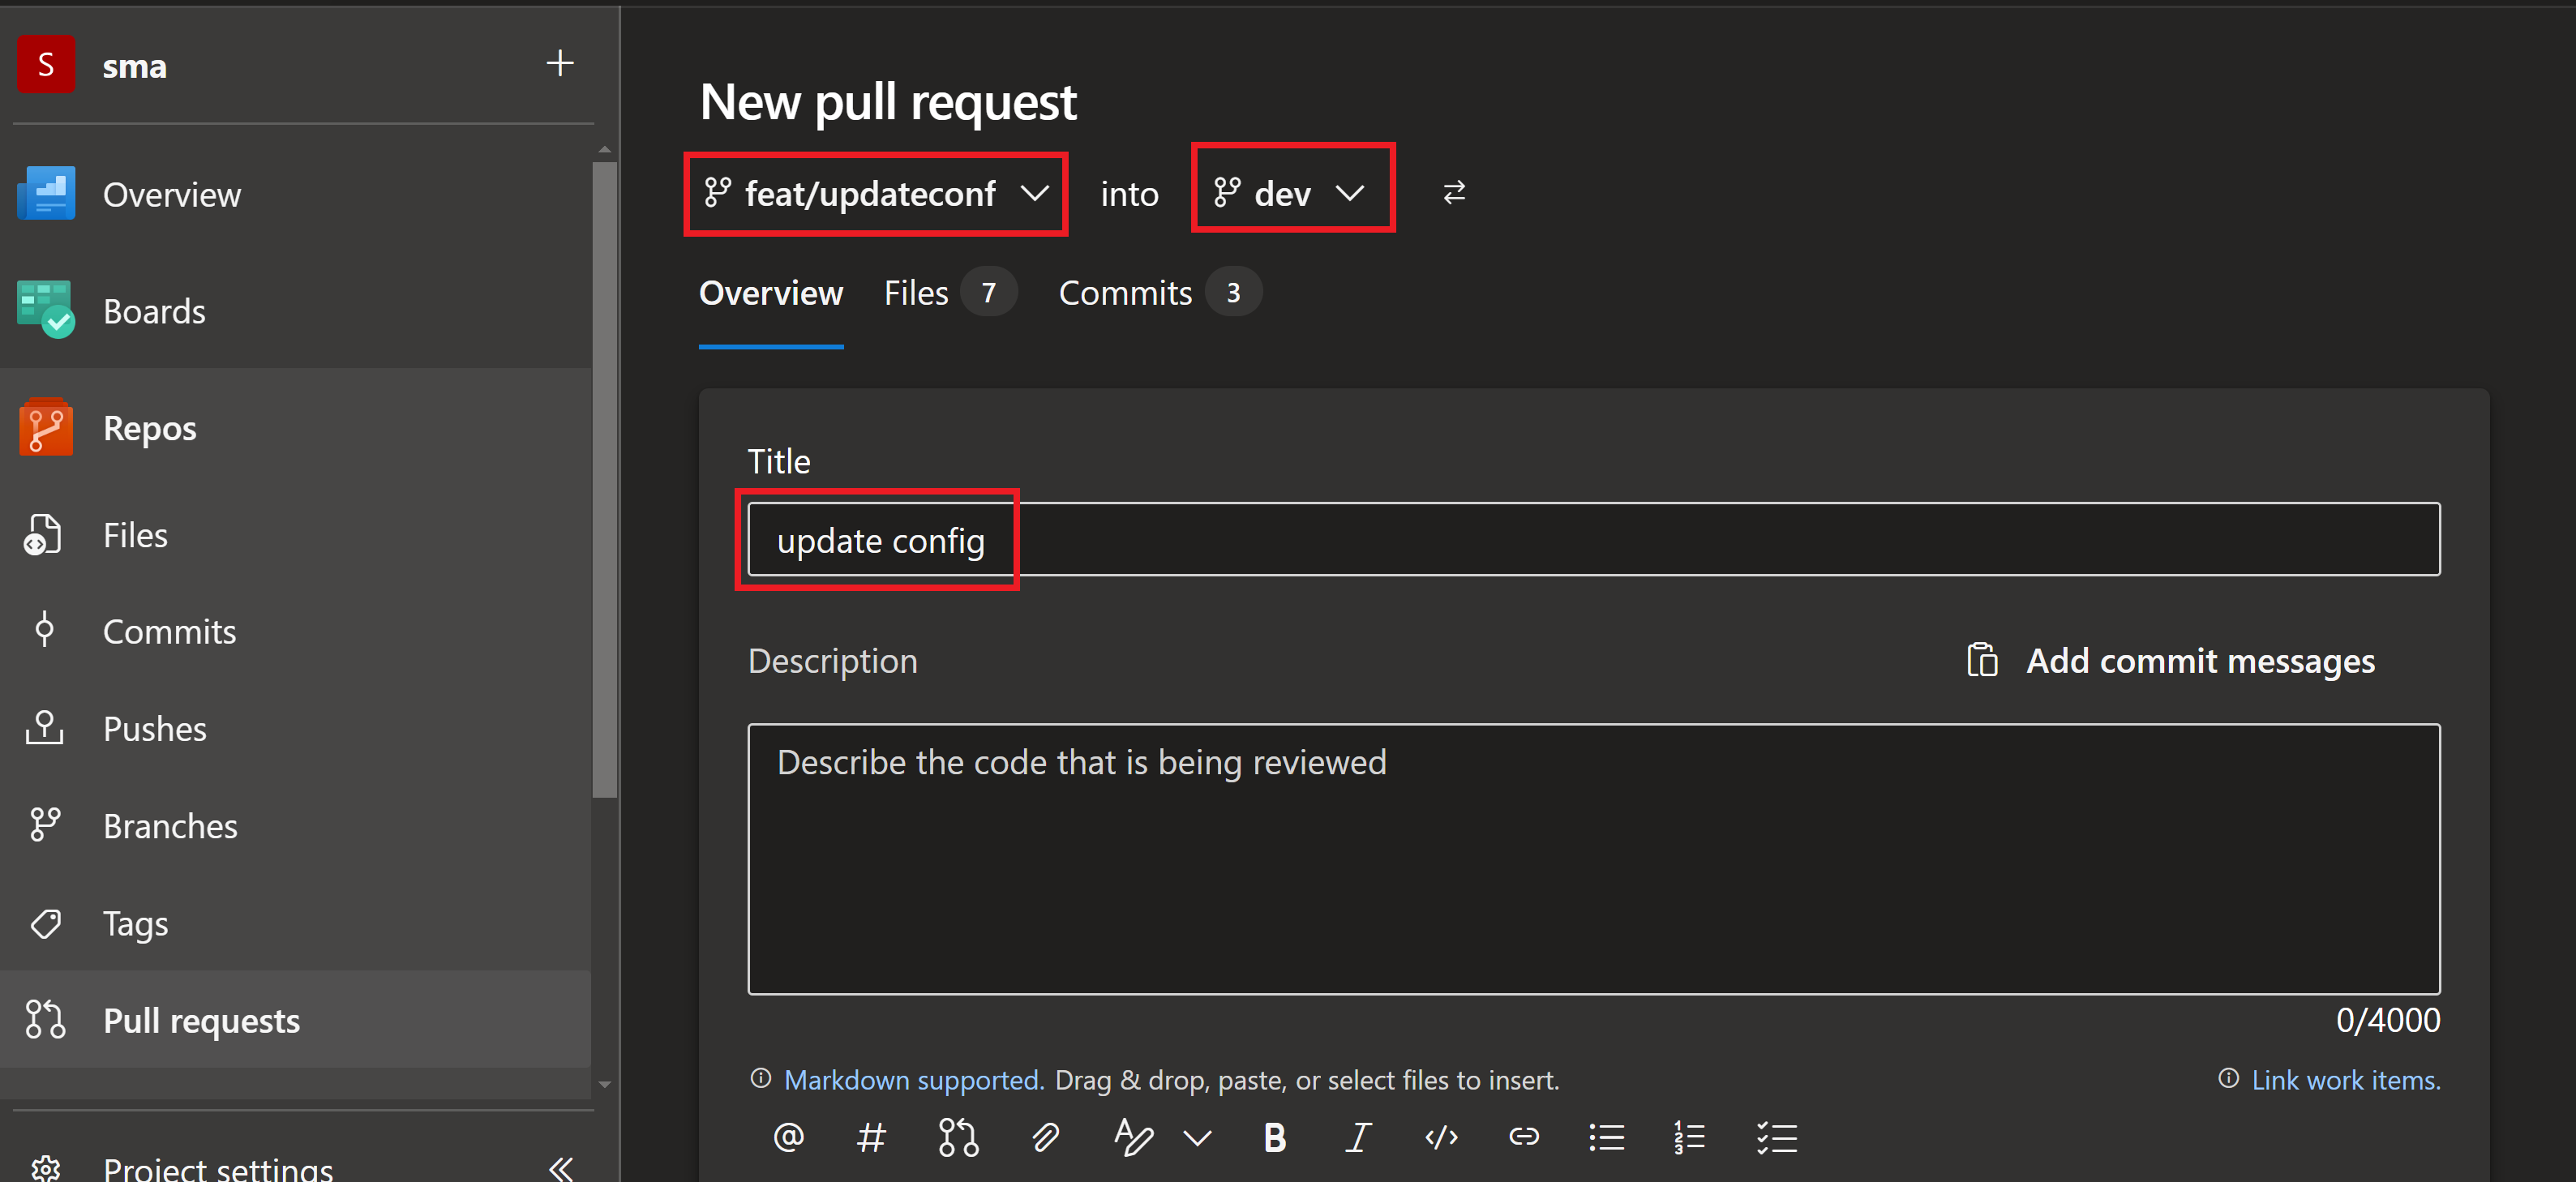 S sma
Overview
Boards
Repos
Files
Commits
Pushes
Branches
Tags
Pull requests
Project settings
New pull request
feat/updateconf into dev
Overview Files 7 Commits 3
Title
update config
Description Add commit messages
Describe the code that is being reviewed
0/4000
Markdown supported. Drag & drop, paste, or select files to insert. Link work items.